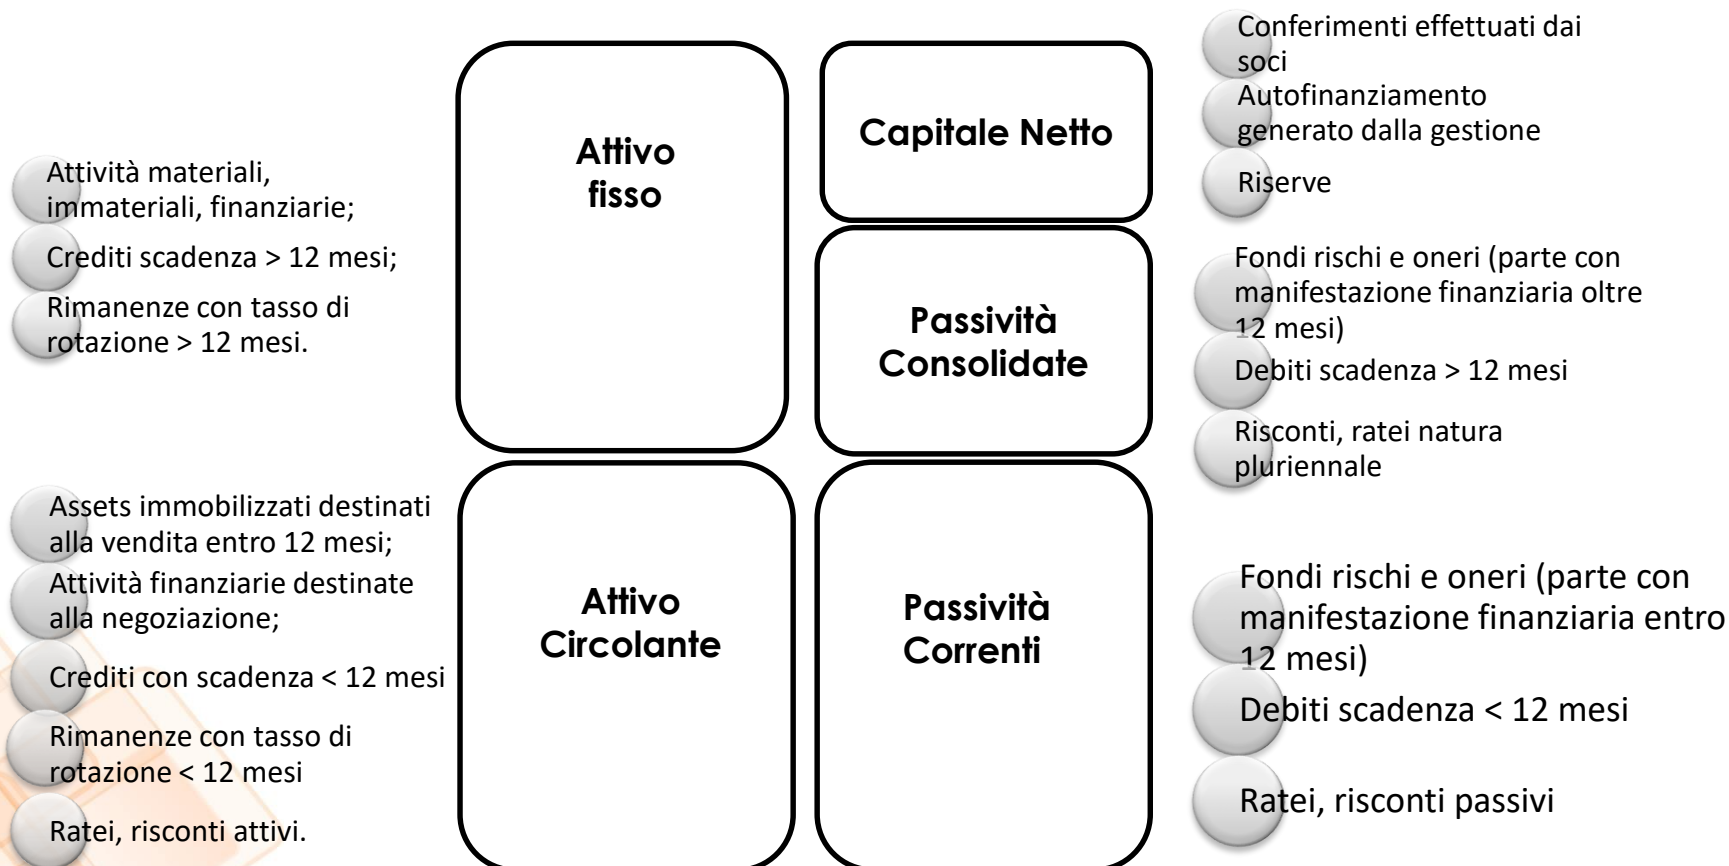 Attività materiali,
immateriali, finanziarie;
Crediti scadenza > 12 mesi;
Rimanenze con tasso di
rotazione > 12 mesi.
Attivo
fisso
Capitale Netto
Conferimenti effettuati dai
soci
Autofinanziamento
generato dalla gestione
Riserve
Passività
Consolidate
Fondi rischi e oneri (parte con
manifestazione finanziaria oltre
12 mesi)
Debiti scadenza > 12 mesi
Risconti, ratei natura
pluriennale
Assets immobilizzati destinati
alla vendita entro 12 mesi;
Attività finanziarie destinate
alla negoziazione;
Crediti con scadenza < 12 mesi
Rimanenze con tasso di
rotazione < 12 mesi
Ratei, risconti attivi.
Attivo
Circolante
Passività
Correnti
Fondi rischi e oneri (parte con
manifestazione finanziaria entro
12 mesi)
Debiti scadenza < 12 mesi
Ratei, risconti passivi